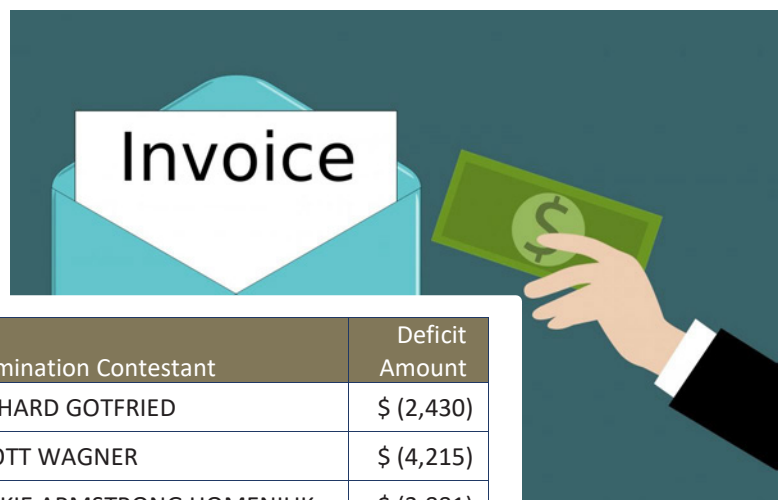 Invoice
$
Deficit
mination Contestant Amount
HARD GOTFRIED $ (2,430)
OTT WAGNER $ (4,215)